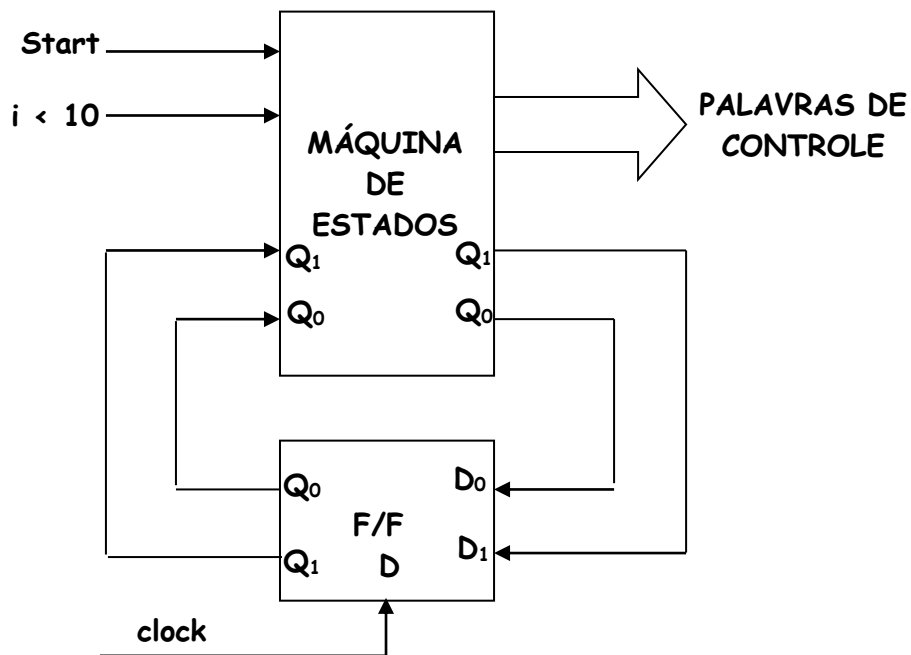 Start
i < 10
MÁQUINA
DE
ESTADOS
PALAVRAS DE
CONTROLE
Q₁
Q₁
Q₀
Q₀
Q₀
D₀
F/F
D
Q₁
D₁
clock